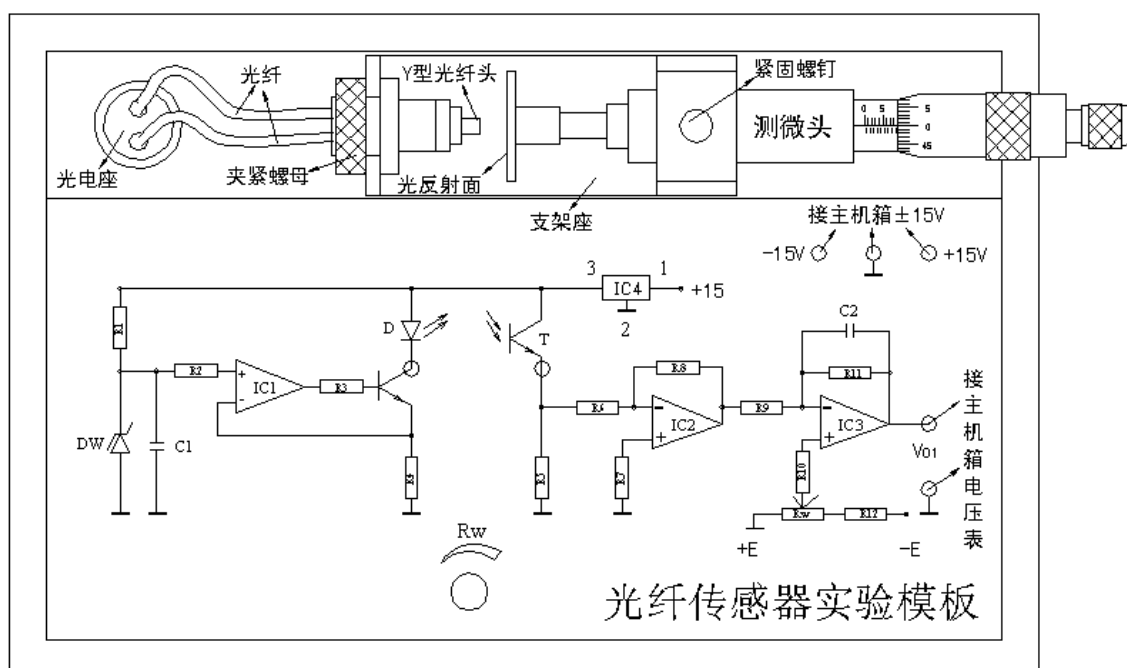 光纤
Y型光纤头
紧固螺钉
0 5
5
0
45
测微头
光电座
夹紧螺母
光反射面
支架座
接主机箱±15V
-15V
+15V
3
1
IC4
+15
2
C2
R1
D
T
R8
R11
接主机箱电压表
R2
+
IC1
-
R3
R6
-
IC2
+
R9
-
IC3
+
Vo1
DW
C1
R4
R5
R7
R10
Rw
R12
+E
-E
Rw
光纤传感器实验模板